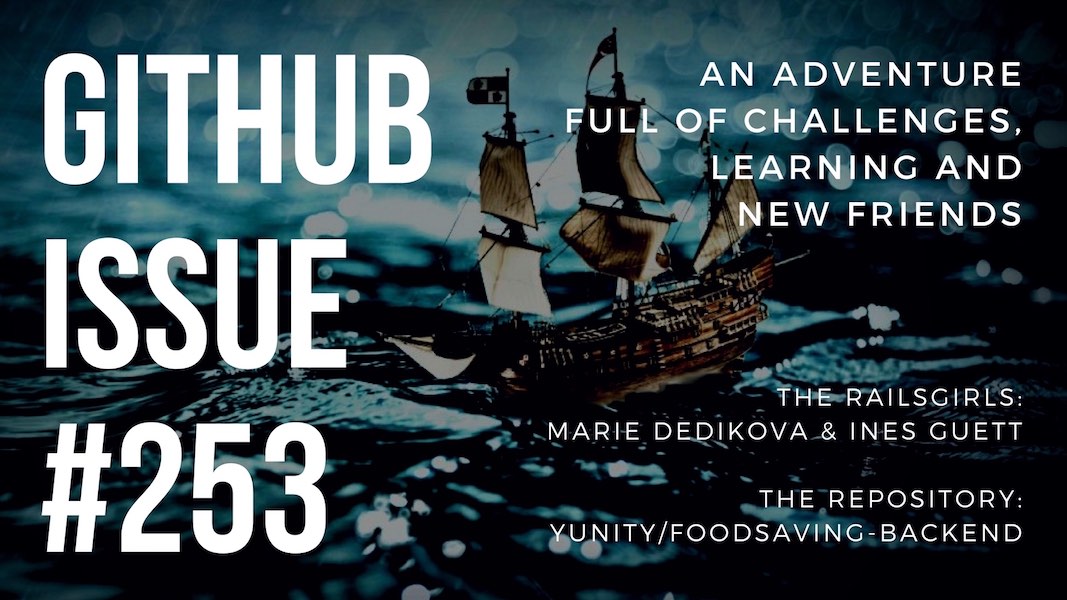 GITHUB
ISSUE
#253
AN ADVENTURE
FULL OF CHALLENGES,
LEARNING AND
NEW FRIENDS
THE RAILSGIRLS:
MARIE DEDIKOVA & INES GUETT
THE REPOSITORY:
YUNITY/FOODSAVING-BACKEND